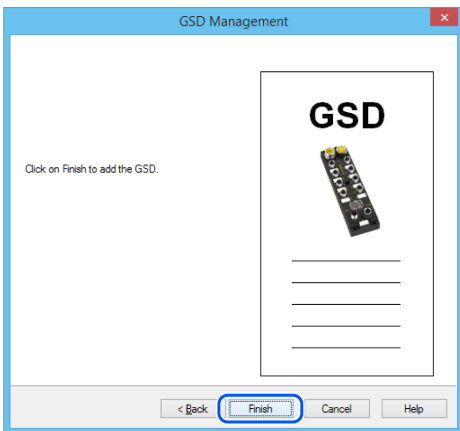 GSD Management
GSD
Click on Finish to add the GSD.
< Back
Finish
Cancel
Help